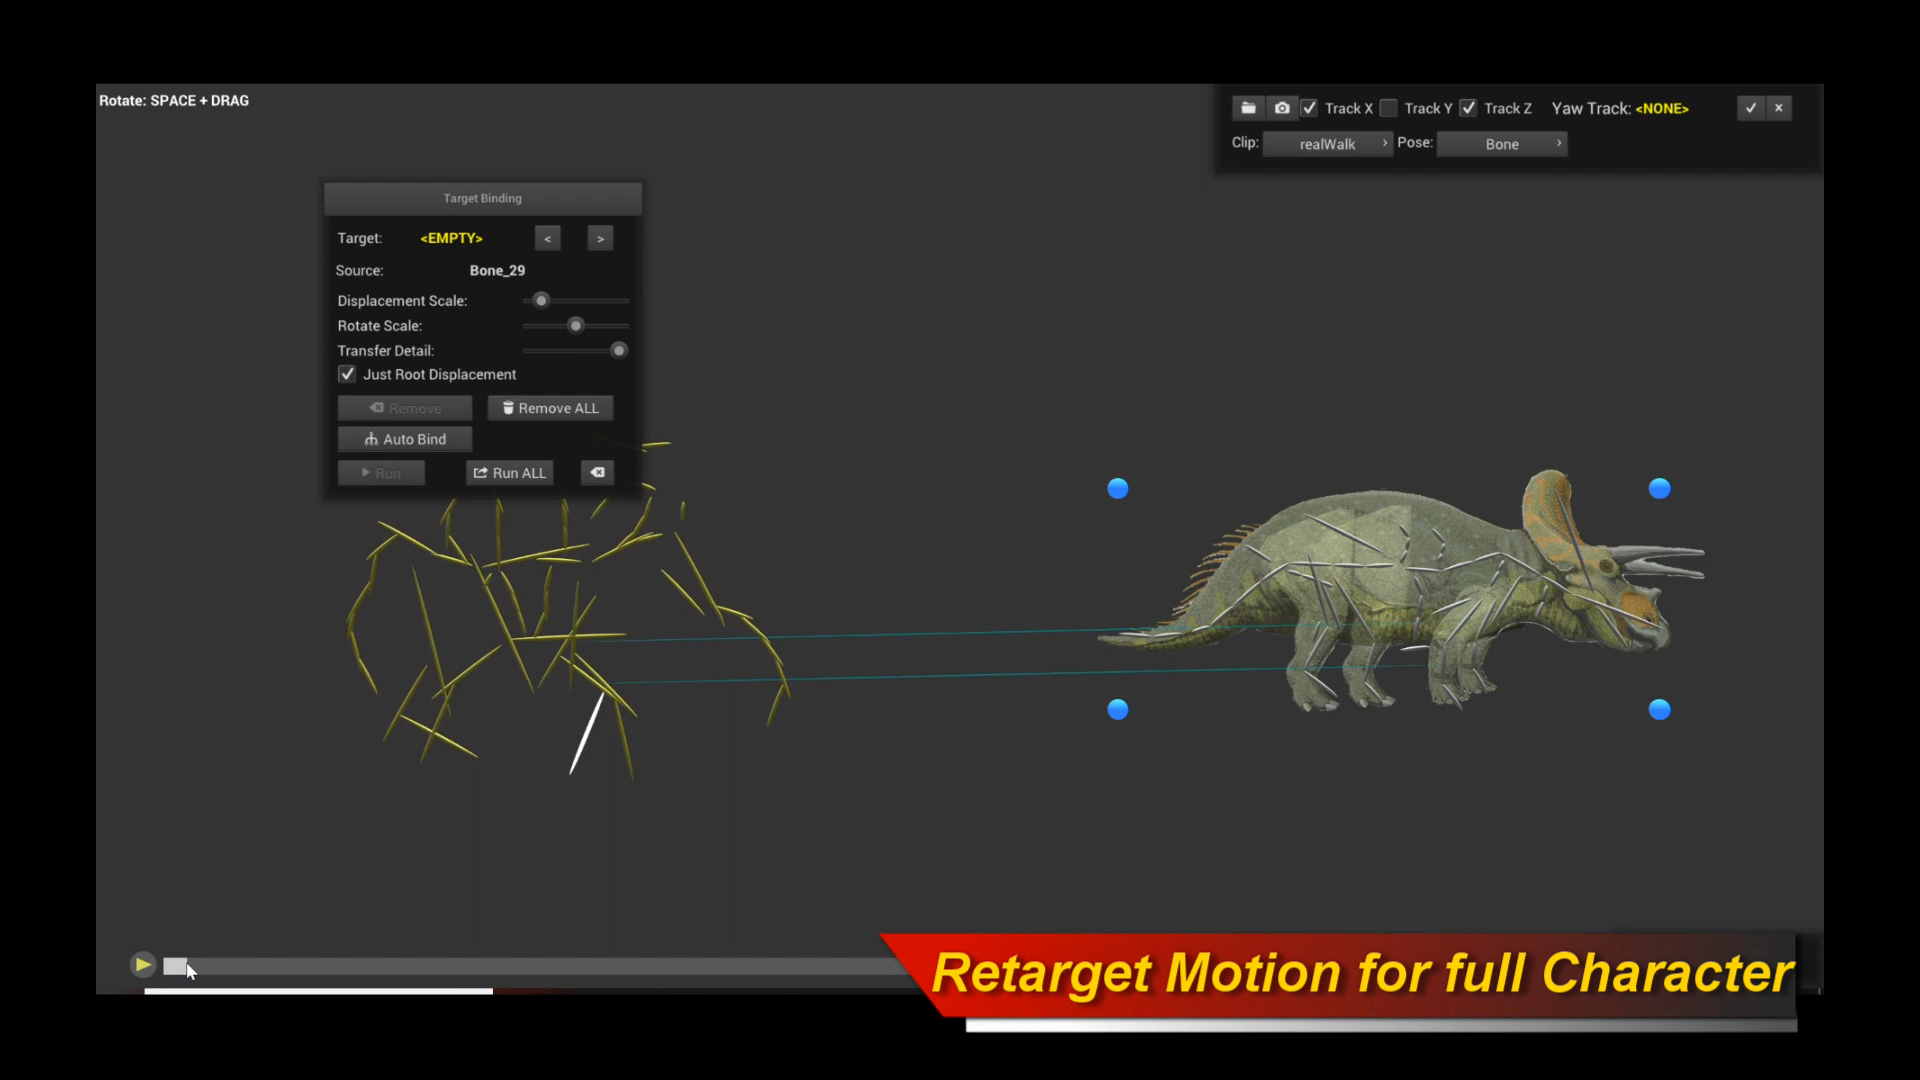 Rotate: SPACE + DRAG
Track X Track Y Track Z Yaw Track: <NONE>
Clip: realWalk Pose: Bone
Target Binding
Target: <EMPTY> < >
Source: Bone_29
Displacement Scale:
Rotate Scale:
Transfer Detail:
Just Root Displacement
Remove Remove ALL
Auto Bind
Run Run ALL
Retarget Motion for full Character